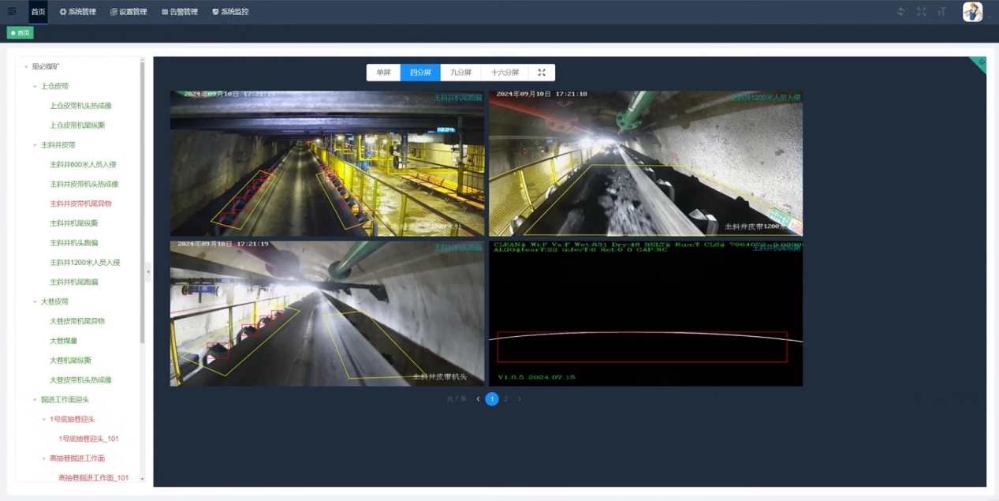 首页 系统管理 设置管理 告警管理 系统监控
首页
里必煤矿
上仓皮带
上仓皮带机头热成像
上仓皮带机尾纵撕
主斜井皮带
主斜井600米人员入侵
主斜井皮带机头热成像
主斜井皮带机尾异物
主斜井机尾纵撕
主斜井机头跑偏
主斜井1200米人员入侵
主斜井机尾跑偏
大巷皮带
大巷皮带机尾异物
大巷煤量
大巷机尾纵撕
大巷皮带机头热成像
掘进工作面迎头
1号底抽巷迎头
1号底抽巷迎头_101
高抽巷掘进工作面
高抽巷掘进工作面_101
单屏 四分屏 九分屏 十六分屏
2024年09月10日 17:21:19
主斜井机尾跑偏
2024年09月10日 17:21:18
主斜井1200米人员入侵
主斜井皮带1200米
2024年09月10日 17:21:19
主斜井机头跑偏
主斜井皮带机头
CLEAN# Wi:F Va:F Wet:831 Dry:48 BELT# Run:T CLS#
主斜井机尾纵撕
ALGO#tearT:22 inferT:0 Ret:0 0 GAP:NC
V1.0.5 2024.07.15
共 7 条 1 2